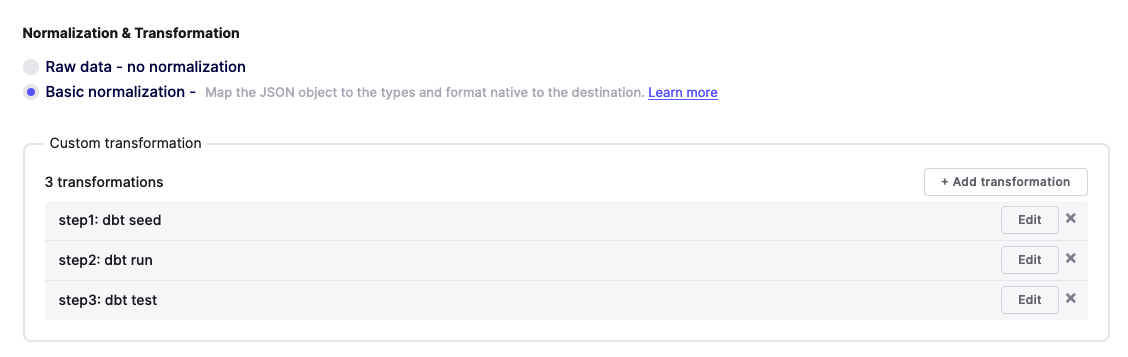 Normalization & Transformation
Raw data - no normalization
Basic normalization - Map the JSON object to the types and format native to the destination. Learn more
Custom transformation
3 transformations
+ Add transformation
step1: dbt seed
Edit
step2: dbt run
Edit
step3: dbt test
Edit